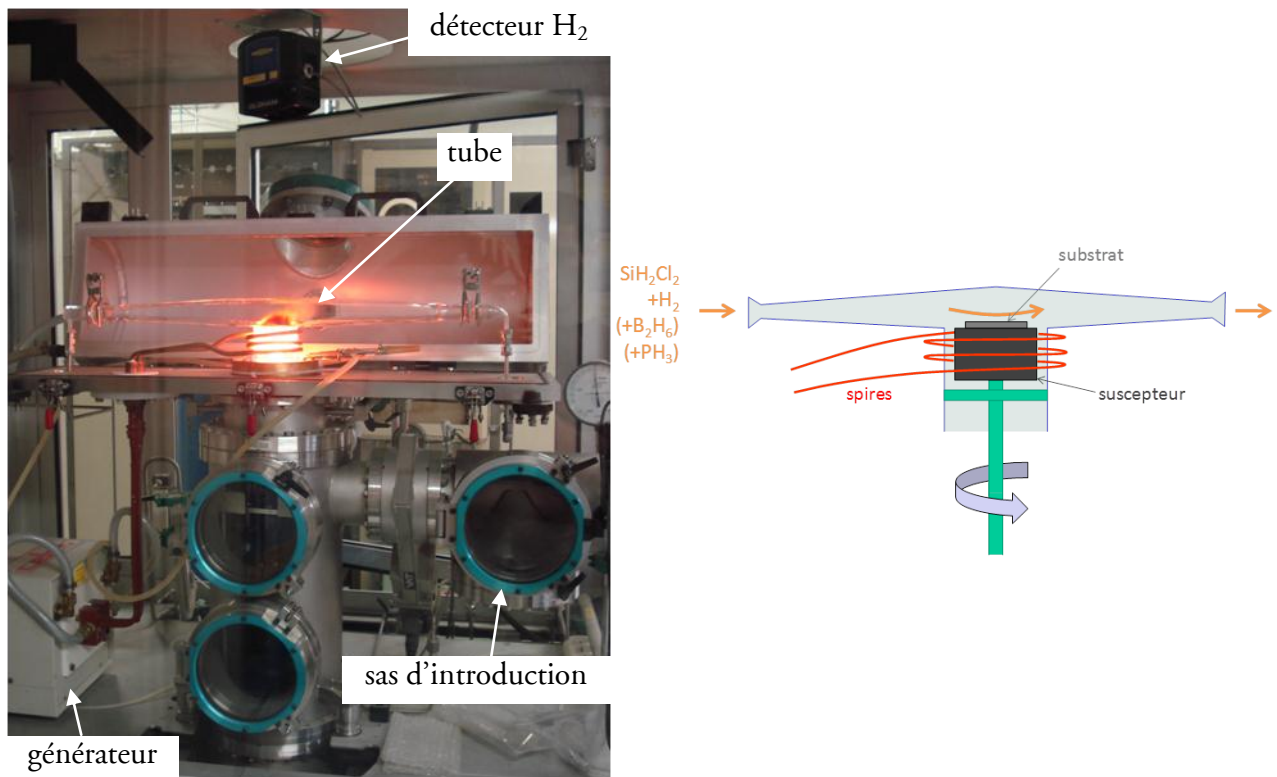 détecteur H₂
tube
sas d'introduction
générateur
substrat
SiH₂Cl₂
+H₂
(+B₂H₆)
(+PH₃)
spires
suscepteur